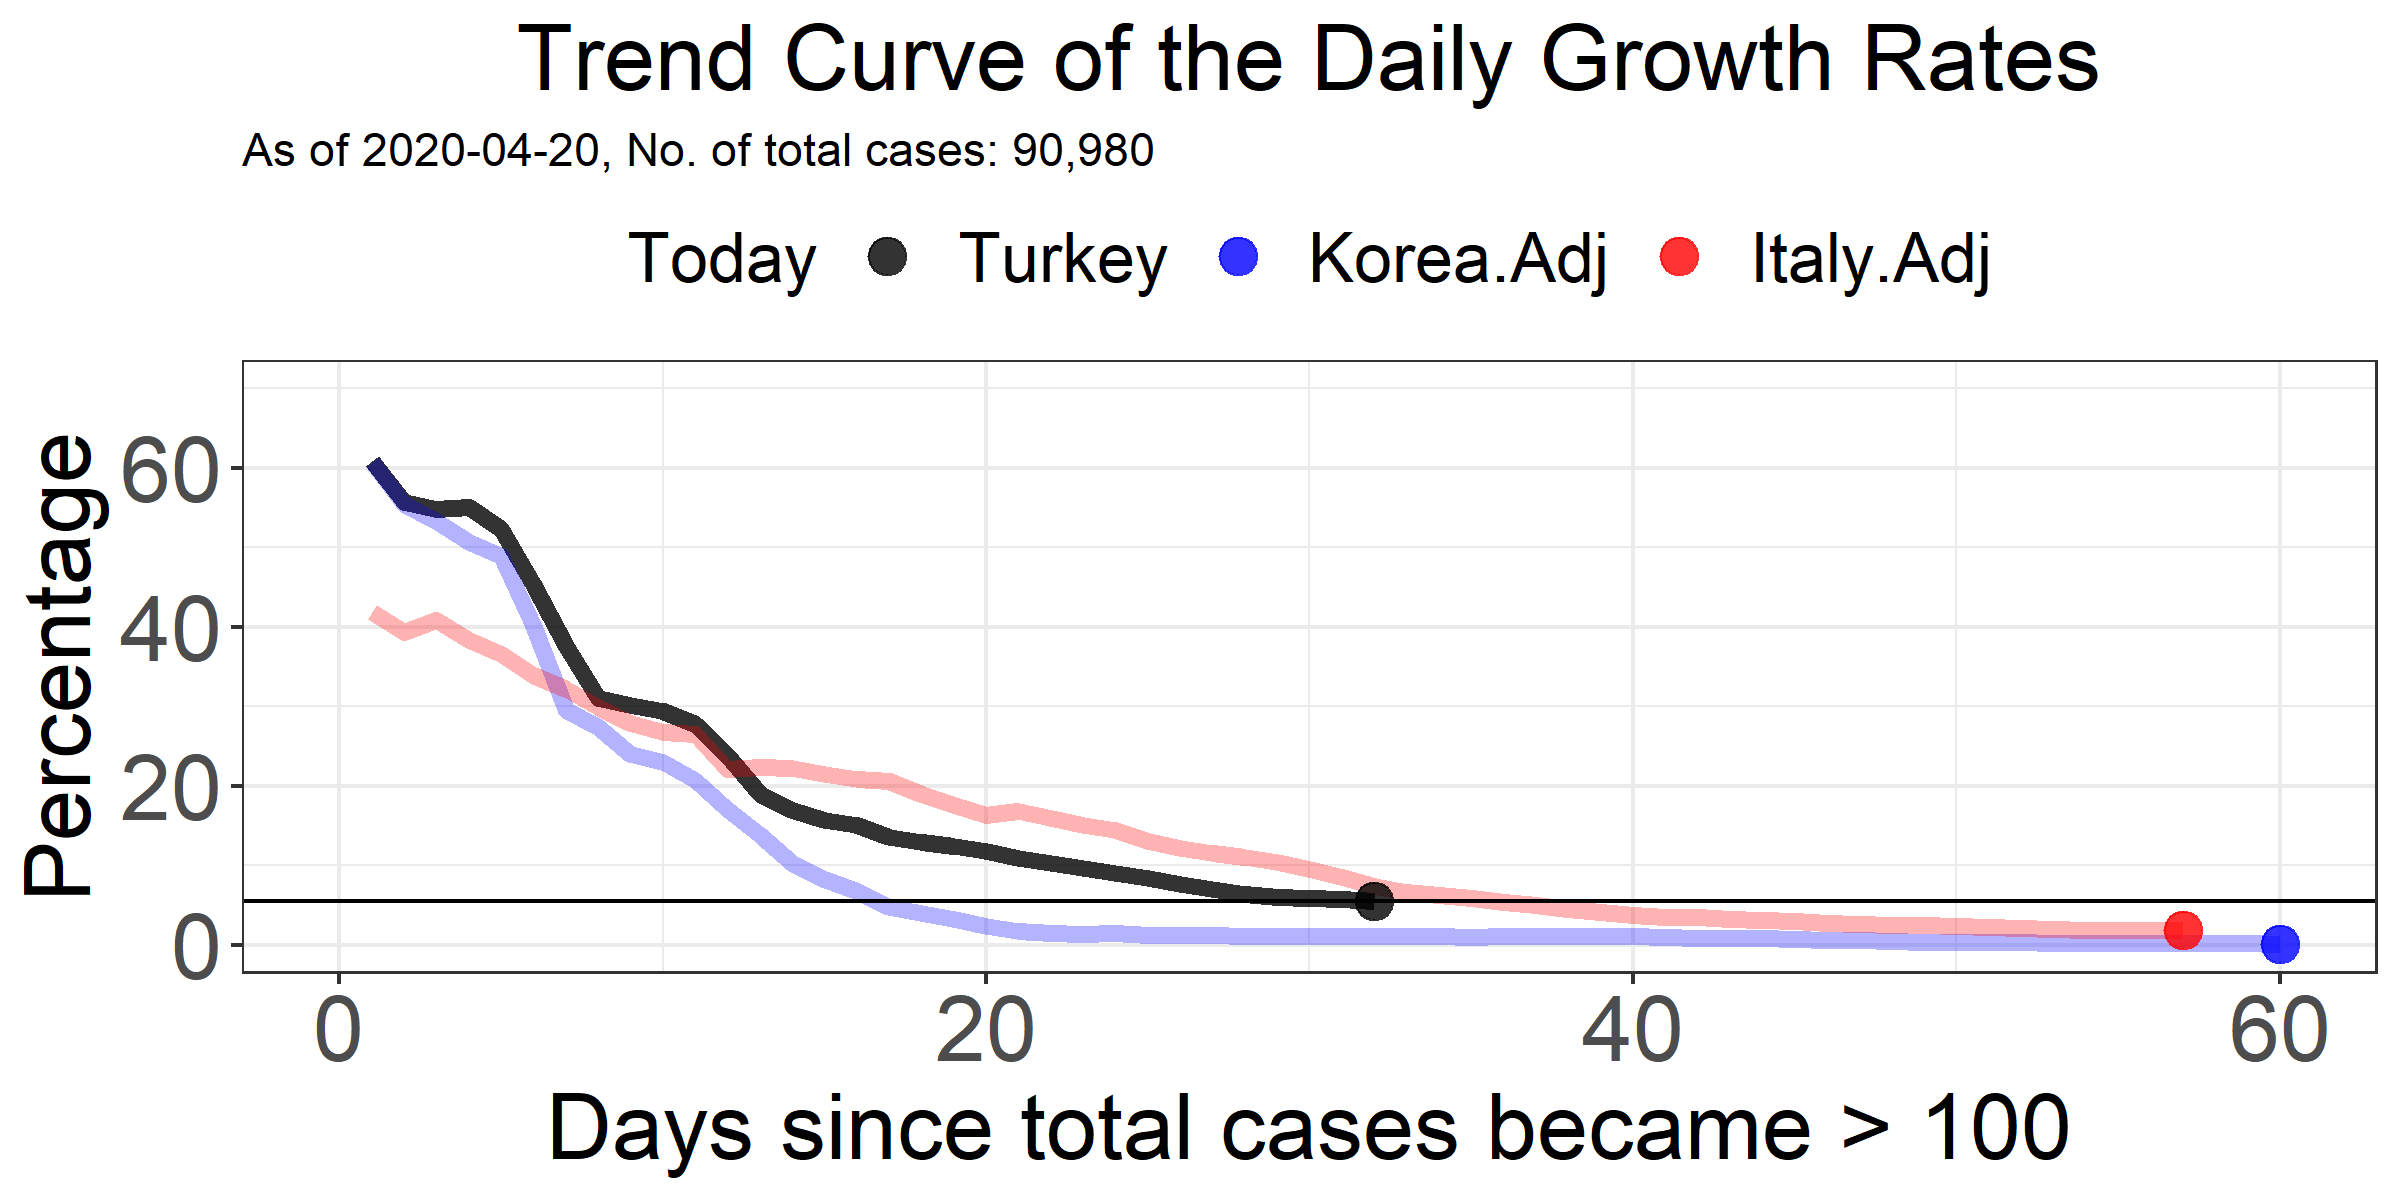 Trend Curve of the Daily Growth Rates
As of 2020-04-20, No. of total cases: 90,980
Today Turkey Korea.Adj Italy.Adj
Percentage
60
40
20
0
0 20 40 60
Days since total cases became > 100